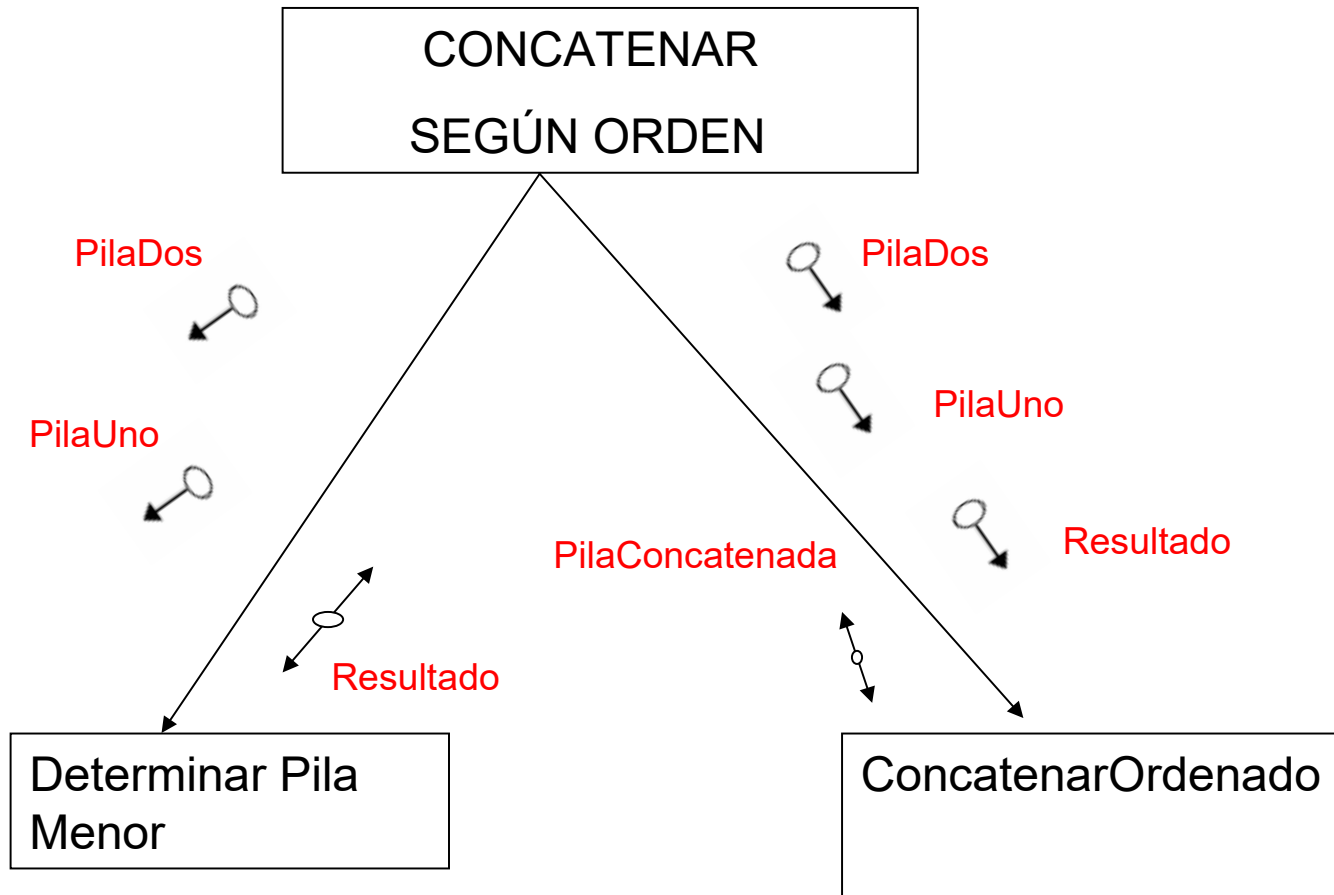 CONCATENAR
SEGÚN ORDEN
PilaDos
PilaDos
PilaUno
PilaUno
Resultado
PilaConcatenada
Resultado
Determinar Pila
Menor
ConcatenarOrdenado